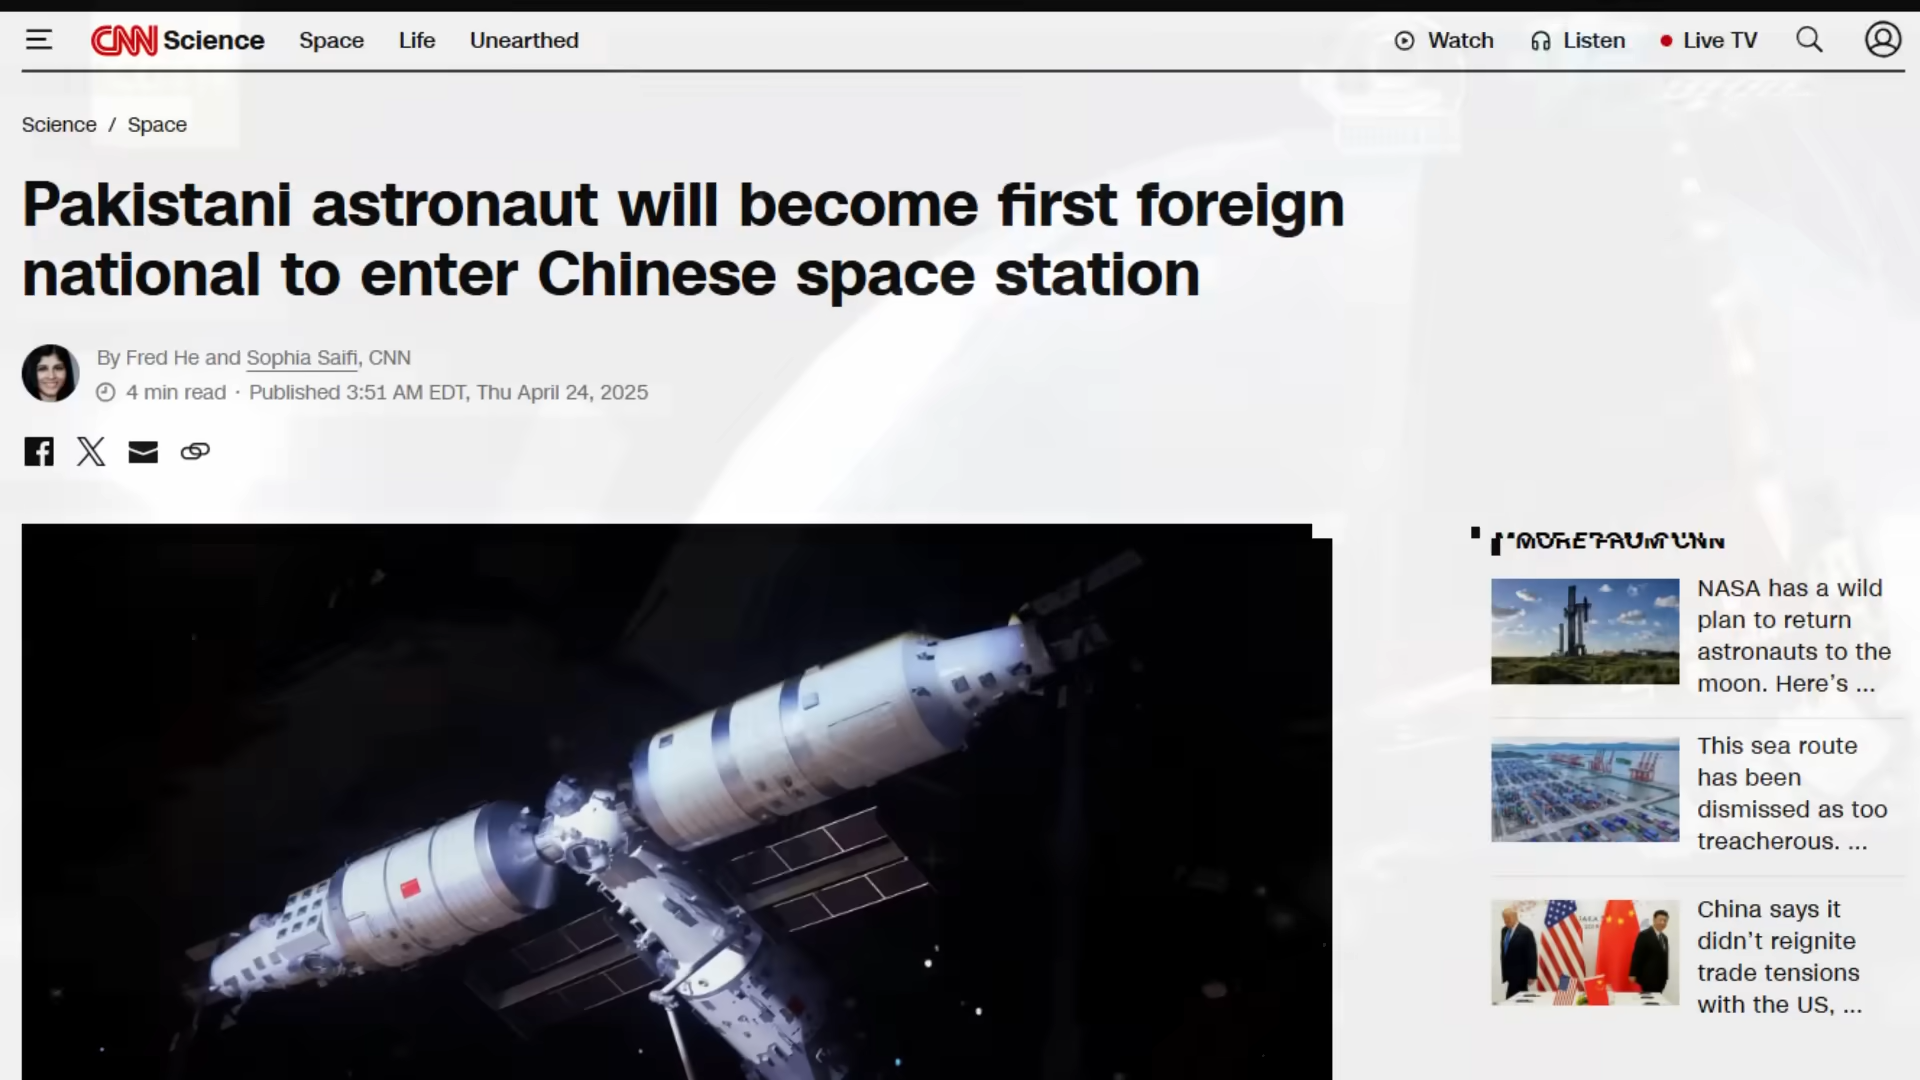 CNN Science Space Life Unearthed Watch Listen Live TV
Science / Space
Pakistani astronaut will become first foreign
national to enter Chinese space station
By Fred He and Sophia Saifi, CNN
4 min read · Published 3:51 AM EDT, Thu April 24, 2025
MORE FROM CNN
NASA has a wild
plan to return
astronauts to the
moon. Here’s ...
This sea route
has been
dismissed as too
treacherous. ...
China says it
didn’t reignite
trade tensions
with the US, ...